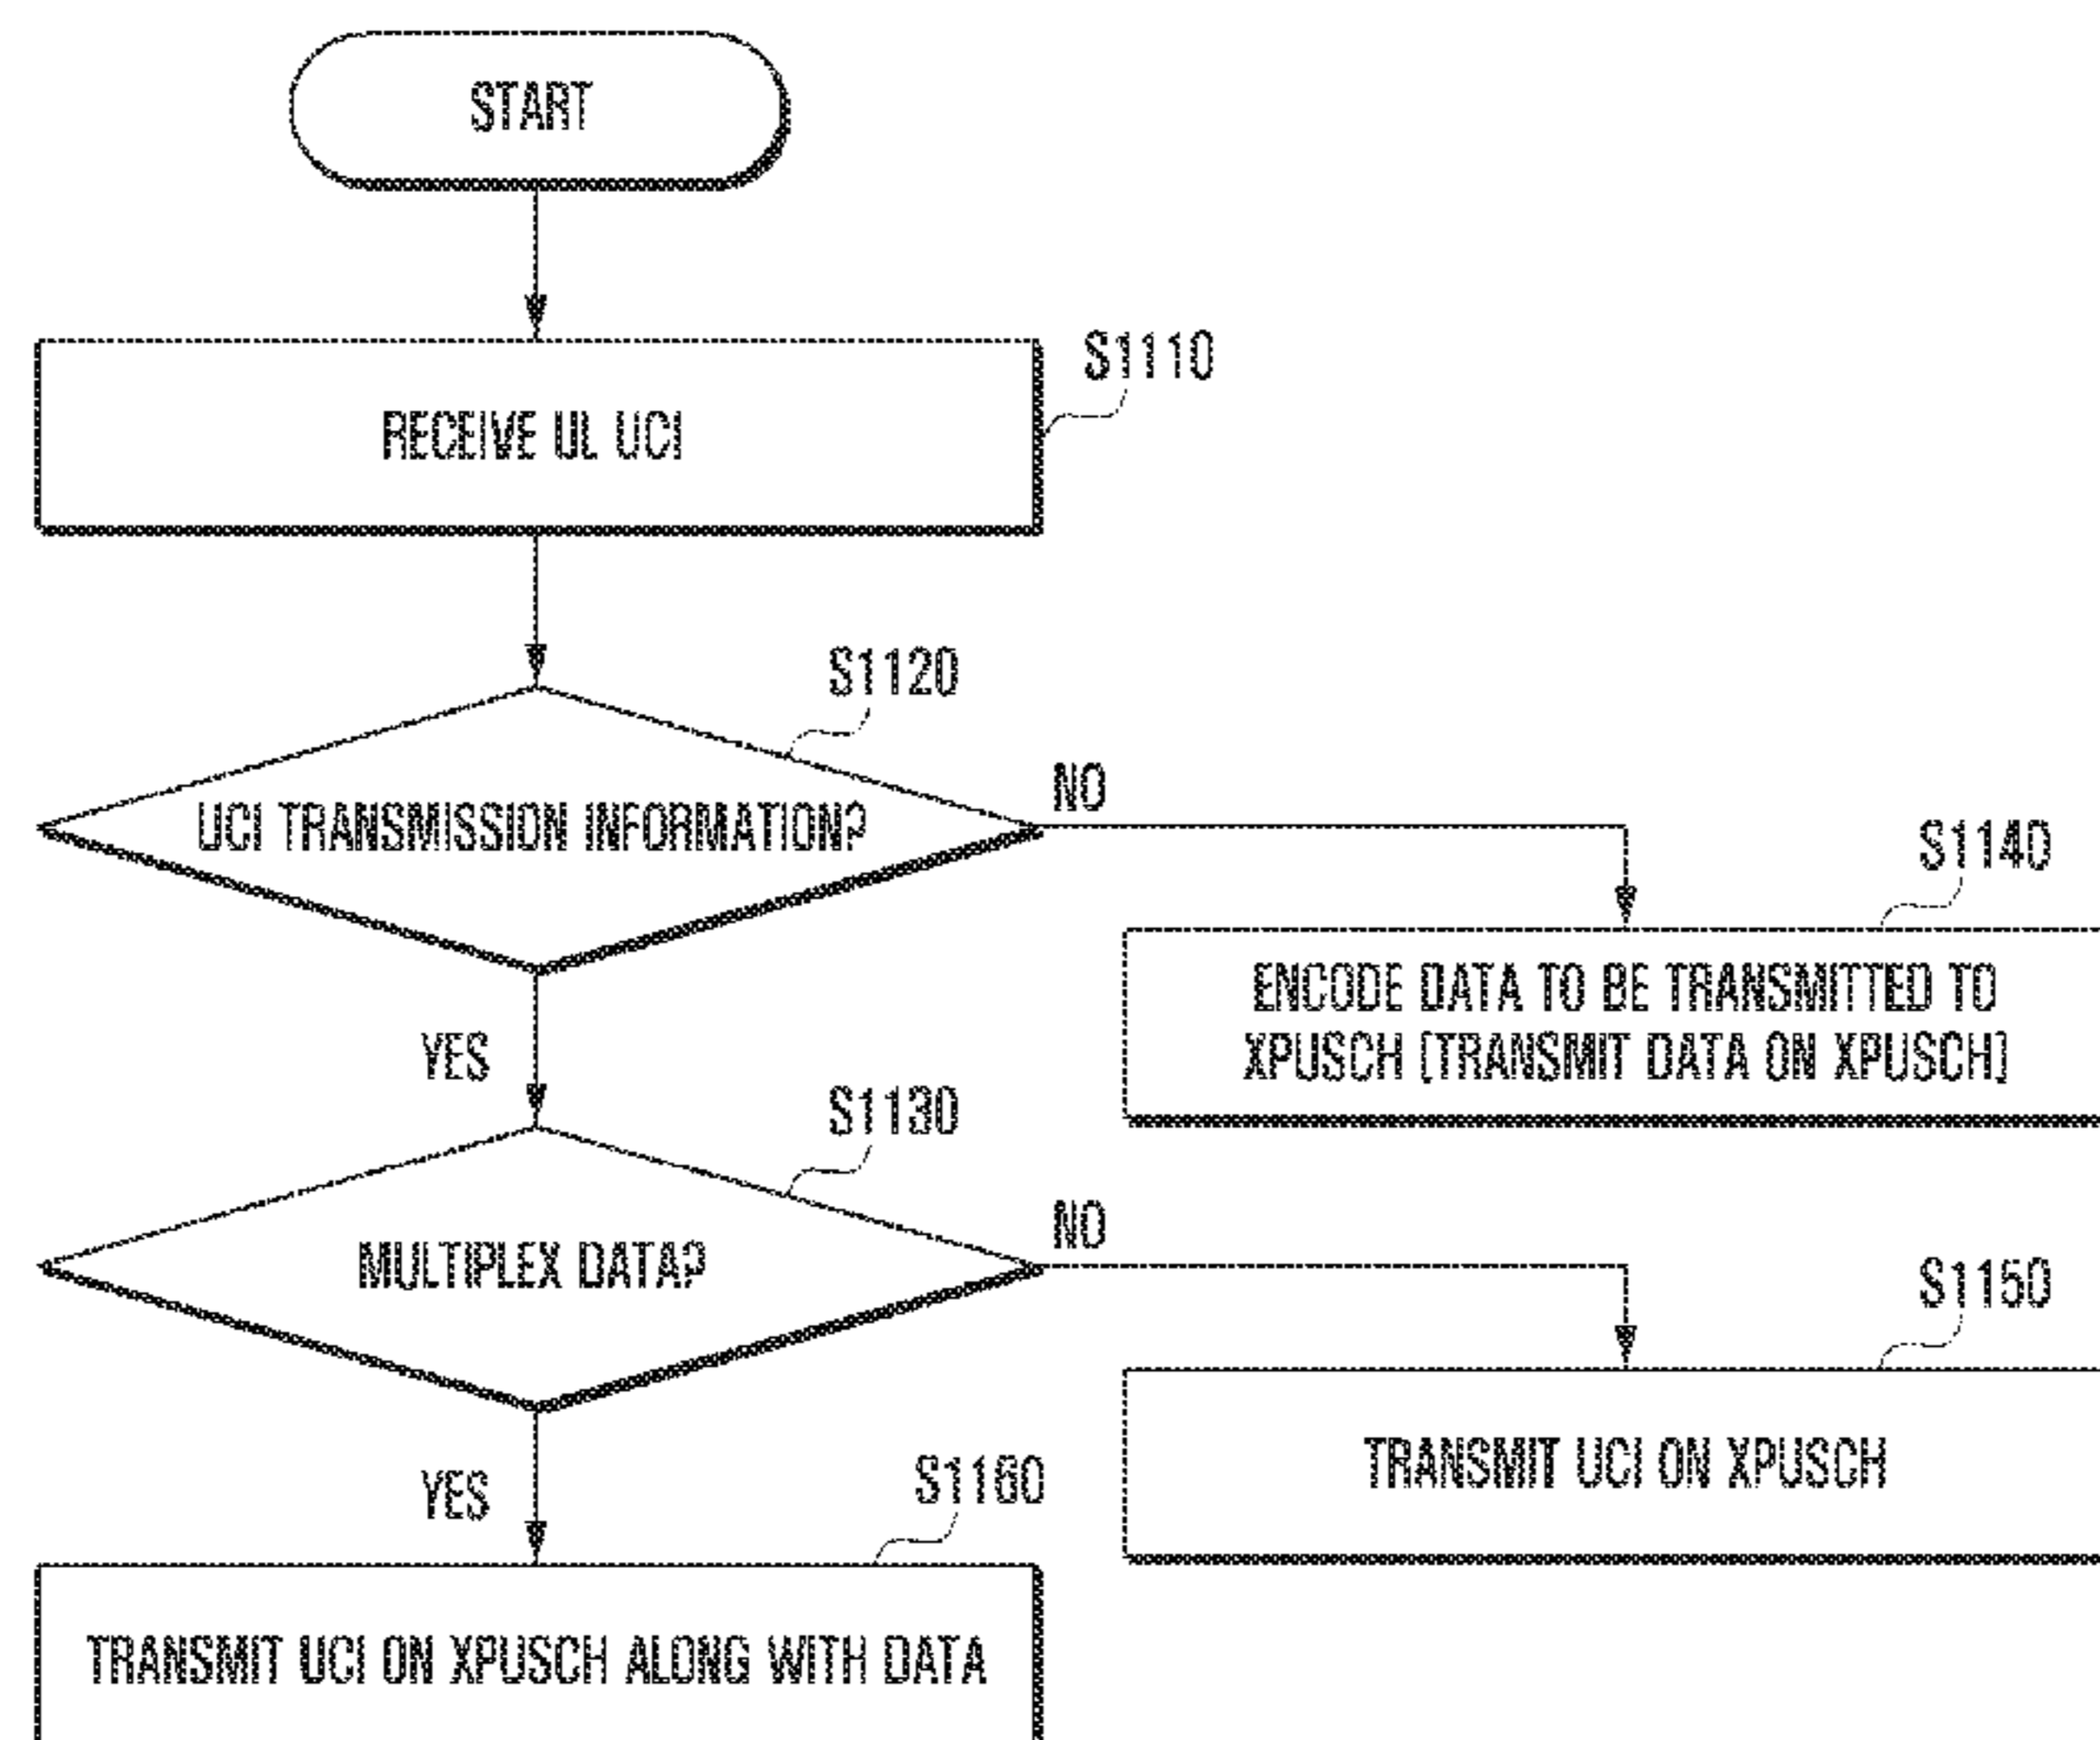 START
S1110
RECEIVE UL UCI
S1120
UCI TRANSMISSION INFORMATION?
NO
S1140
ENCODE DATA TO BE TRANSMITTED TO
XPUSCH (TRANSMIT DATA ON XPUSCH)
YES
S1130
MULTIPLEX DATA?
NO
S1150
TRANSMIT UCI ON XPUSCH
YES
S1160
TRANSMIT UCI ON XPUSCH ALONG WITH DATA